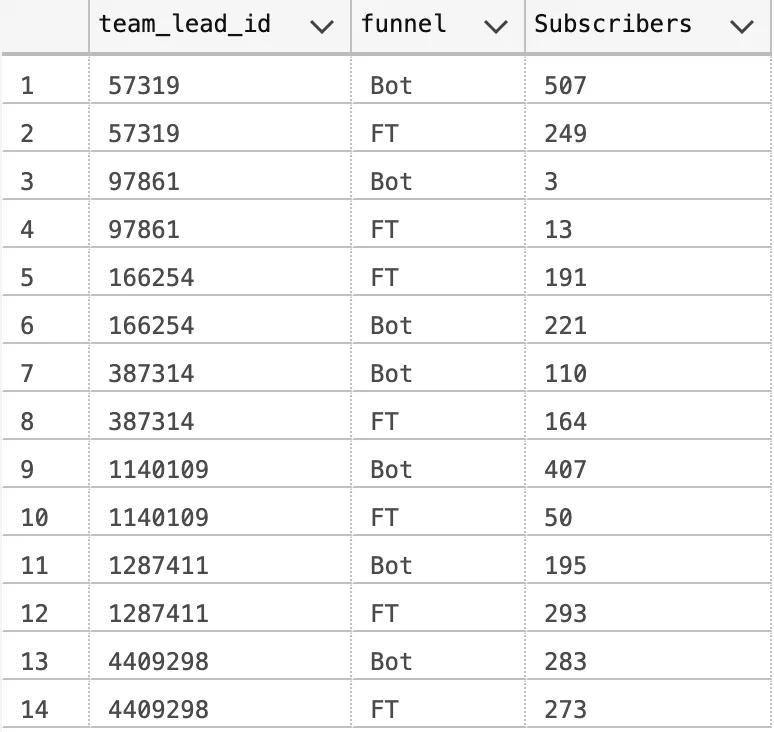 team_lead_id funnel Subscribers
1 57319 Bot 507
2 57319 FT 249
3 97861 Bot 3
4 97861 FT 13
5 166254 FT 191
6 166254 Bot 221
7 387314 Bot 110
8 387314 FT 164
9 1140109 Bot 407
10 1140109 FT 50
11 1287411 Bot 195
12 1287411 FT 293
13 4409298 Bot 283
14 4409298 FT 273